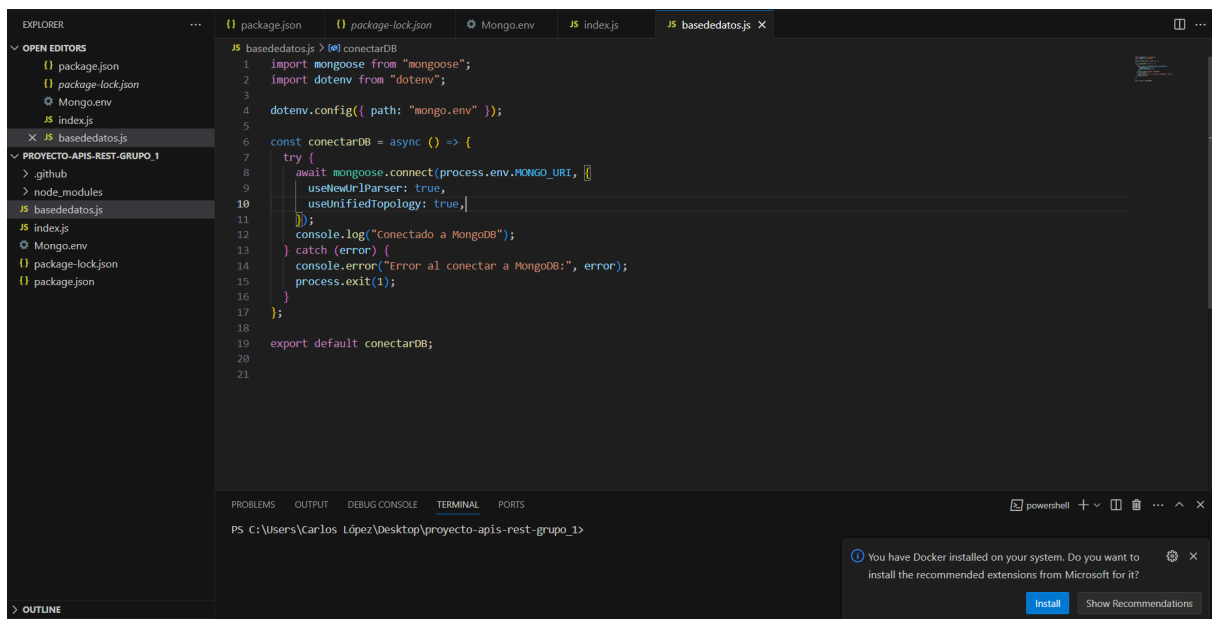 EXPLORER ...
OPEN EDITORS
{} package.json
{} package-lock.json
Mongo.env
JS index.js
JS basededatos.js
PROYECTO-APIS-REST-GRUPO_1
.github
node_modules
JS basededatos.js
JS index.js
Mongo.env
{} package-lock.json
{} package.json
OUTLINE
{} package.json {} package-lock.json Mongo.env JS index.js JS basededatos.js
JS basededatos.js > conectarDB
1 import mongoose from "mongoose";
2 import dotenv from "dotenv";
3
4 dotenv.config({ path: "mongo.env" });
5
6 const conectarDB = async () => {
7 try {
8 await mongoose.connect(process.env.MONGO_URI, {
9 useNewUrlParser: true,
10 useUnifiedTopology: true,
11 });
12 console.log("Conectado a MongoDB");
13 } catch (error) {
14 console.error("Error al conectar a MongoDB:", error);
15 process.exit(1);
16 }
17 };
18
19 export default conectarDB;
20
21
PROBLEMS OUTPUT DEBUG CONSOLE TERMINAL PORTS powershell
PS C:\Users\Carlos López\Desktop\proyecto-apis-rest-grupo_1>
You have Docker installed on your system. Do you want to
install the recommended extensions from Microsoft for it?
Install Show Recommendations